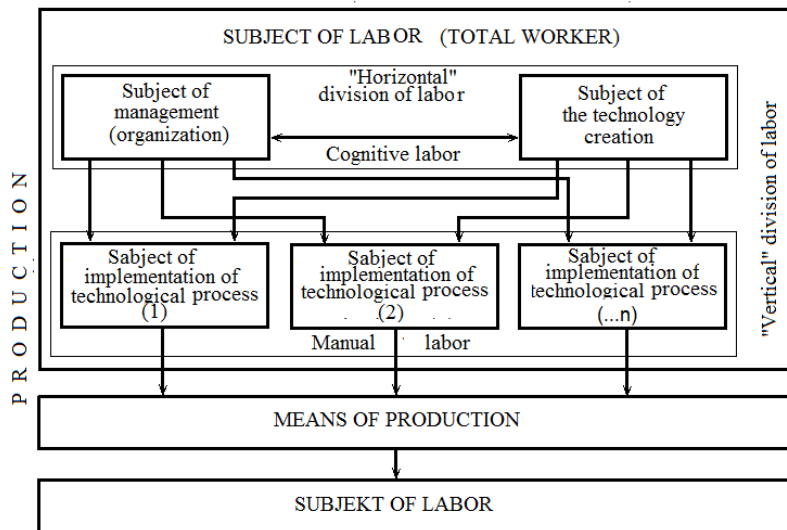 SUBJECT OF LABOR (TOTAL WORKER)
"Horizontal"
division of labor
Subject of
management
(organization)
Subject of
the technology
creation
Cognitive labor
"Vertical" division of labor
PRODUCTION
Sabject of
implementation of
technological process
(1)
Sabject of
implementation of
technological process
(2)
Sabject of
implementation of
technological process
(...n)
Manual labor
MEANS OF PRODUCTION
SUBJEKT OF LABOR